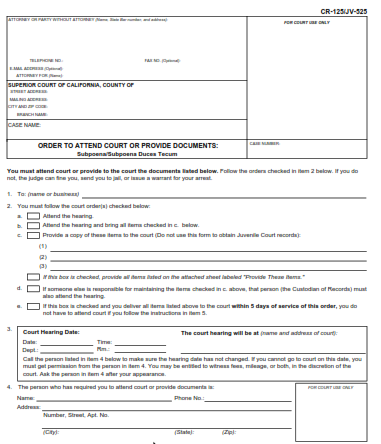 CR-125/JV-525
ATTORNEY OR PARTY WITHOUT ATTORNEY (Name, State Bar number, and address):
FOR COURT USE ONLY
TELEPHONE NO.: FAX NO. (Optional):
E-MAIL ADDRESS (Optional):
ATTORNEY FOR (Name):
SUPERIOR COURT OF CALIFORNIA, COUNTY OF
STREET ADDRESS:
MAILING ADDRESS:
CITY AND ZIP CODE:
BRANCH NAME:
CASE NAME:
ORDER TO ATTEND COURT OR PROVIDE DOCUMENTS:
Subpoena/Subpoena Duces Tecum
CASE NUMBER:
You must attend court or provide to the court the documents listed below. Follow the orders checked in item 2 below. If you do
not, the judge can fine you, send you to jail, or issue a warrant for your arrest.
1. To: (name or business)
2. You must follow the court order(s) checked below:
a. Attend the hearing.
b. Attend the hearing and bring all items checked in c. below.
c. Provide a copy of these items to the court (Do not use this form to obtain Juvenile Court records):
(1)
(2)
(3)
If this box is checked, provide all items listed on the attached sheet labeled "Provide These Items."
d. If someone else is responsible for maintaining the items checked in c. above, that person (the Custodian of Records) must
also attend the hearing.
e. If this box is checked and you deliver all items listed above to the court within 5 days of service of this order, you do
not have to attend court if you follow the instructions in item 5.
3. Court Hearing Date:
The court hearing will be at (name and address of court):
Date: Time:
Dept.: Rm.:
Call the person listed in item 4 below to make sure the hearing date has not changed. If you cannot go to court on this date, you
must get permission from the person in item 4. You may be entitled to witness fees, mileage, or both, in the discretion of the
court. Ask the person in item 4 after your appearance.
4. The person who has required you to attend court or provide documents is:
FOR COURT USE ONLY
Name: Phone No.:
Address:
Number, Street, Apt. No.
(City): (State): (Zip):